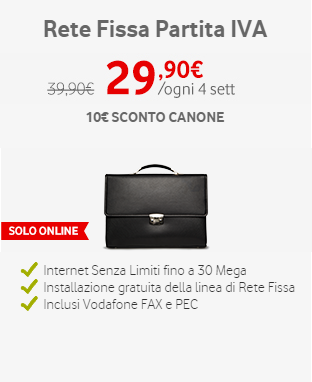 Rete Fissa Partita IVA
39,90€ 29,90€ /ogni 4 sett
10€ SCONTO CANONE
SOLO ONLINE
Internet Senza Limiti fino a 30 Mega
Installazione gratuita della linea di Rete Fissa
Inclusi Vodafone FAX e PEC